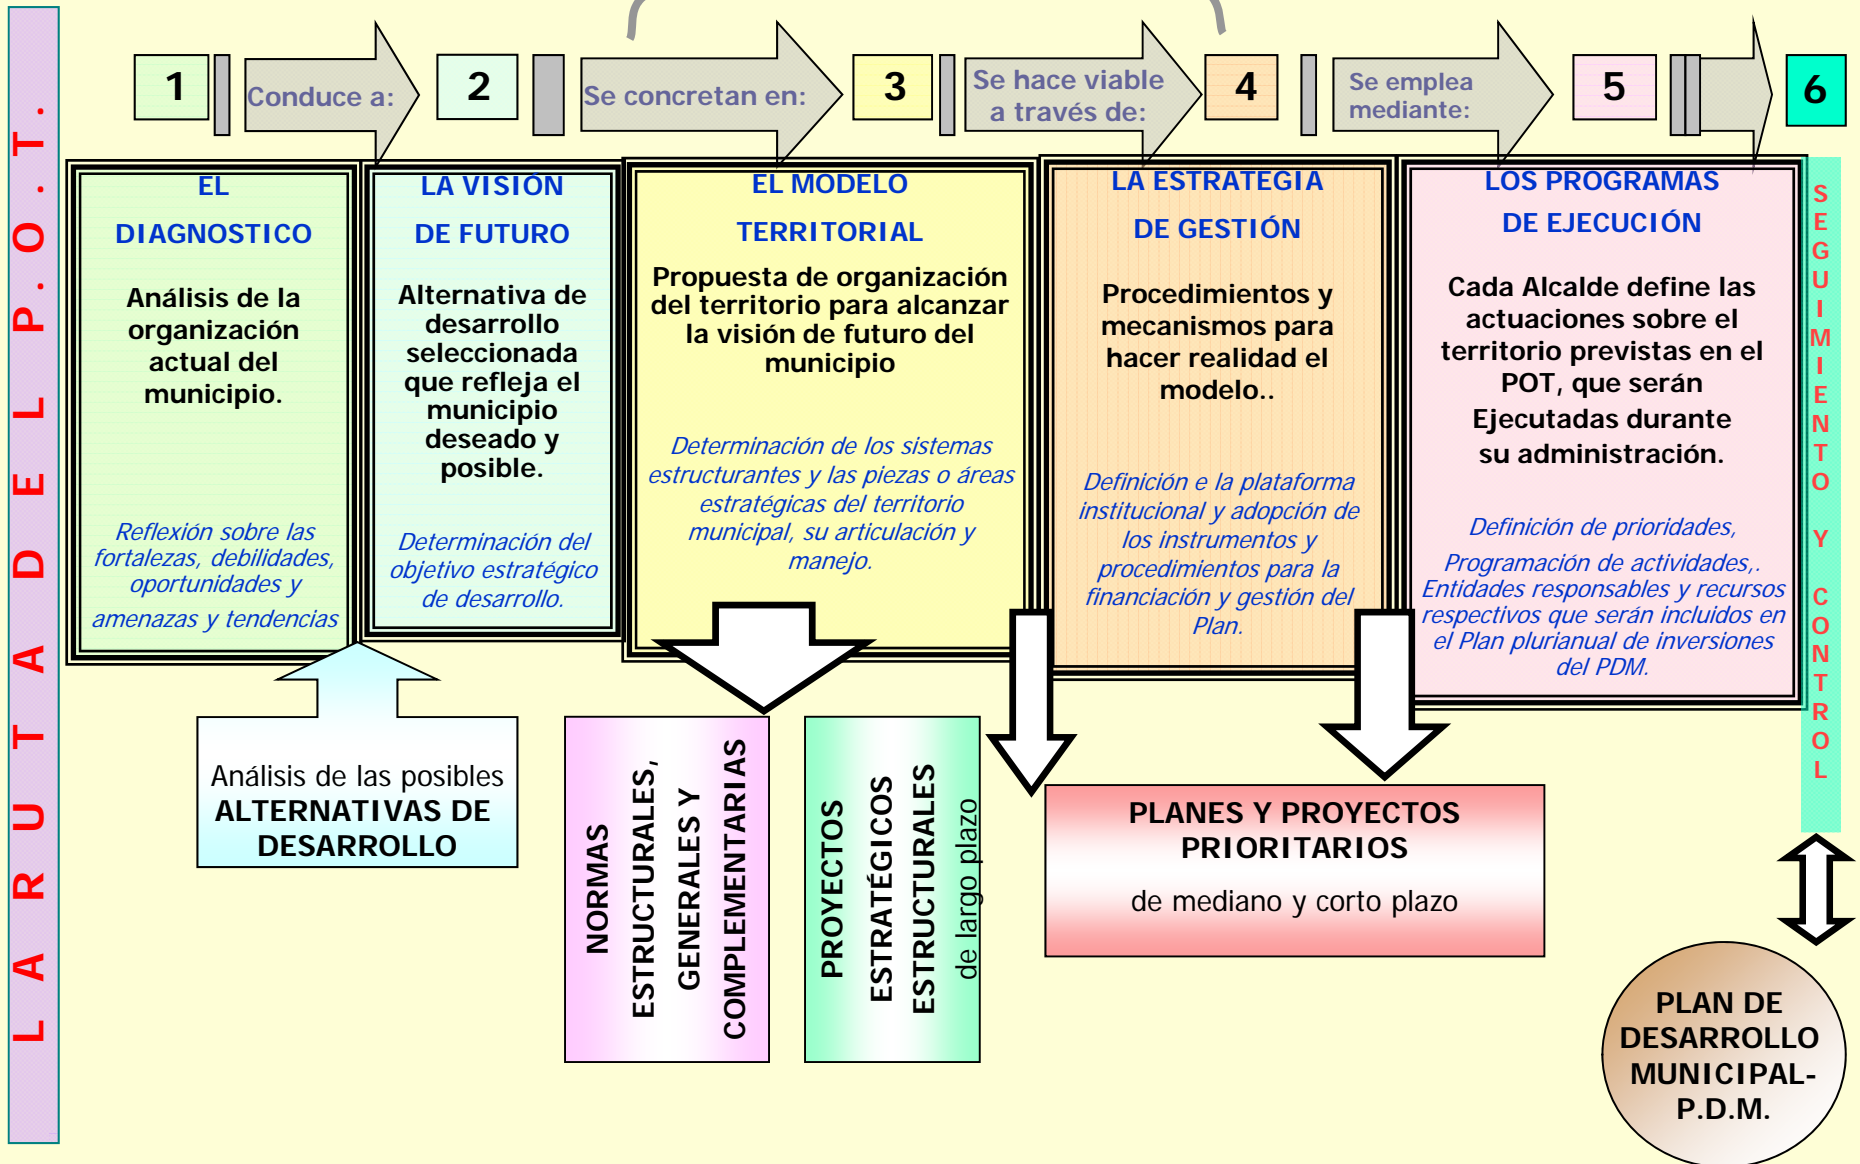 L A R U T A D E L P . O . T .
1
Conduce a:
2
Se concretan en:
3
Se hace viable
a través de:
4
Se emplea
mediante:
5
6
EL
DIAGNOSTICO
Análisis de la
organización
actual del
municipio.
Reflexión sobre las
fortalezas, debilidades,
oportunidades y
amenazas y tendencias
LA VISIÓN
DE FUTURO
Alternativa de
desarrollo
seleccionada
que refleja el
municipio
deseado y
posible.
Determinación del
objetivo estratégico
de desarrollo.
EL MODELO
TERRITORIAL
Propuesta de organización
del territorio para alcanzar
la visión de futuro del
municipio
Determinación de los sistemas
estructurantes y las piezas o áreas
estratégicas del territorio
municipal, su articulación y
manejo.
LA ESTRATEGIA
DE GESTIÓN
Procedimientos y
mecanismos para
hacer realidad el
modelo..
Definición e la plataforma
institucional y adopción de
los instrumentos y
procedimientos para la
financiación y gestión del
Plan.
LOS PROGRAMAS
DE EJECUCIÓN
Cada Alcalde define las
actuaciones sobre el
territorio previstas en el
POT, que serán
Ejecutadas durante
su administración.
Definición de prioridades,
Programación de actividades,.
Entidades responsables y recursos
respectivos que serán incluidos en
el Plan plurianual de inversiones
del PDM.
SEGUIMIENTO Y CONTROL
Análisis de las posibles
ALTERNATIVAS DE
DESARROLLO
NORMAS
ESTRUCTURALES,
GENERALES Y
COMPLEMENTARIAS
PROYECTOS
ESTRATÉGICOS
ESTRUCTURALES
de largo plazo
PLANES Y PROYECTOS
PRIORITARIOS
de mediano y corto plazo
PLAN DE
DESARROLLO
MUNICIPAL-
P.D.M.